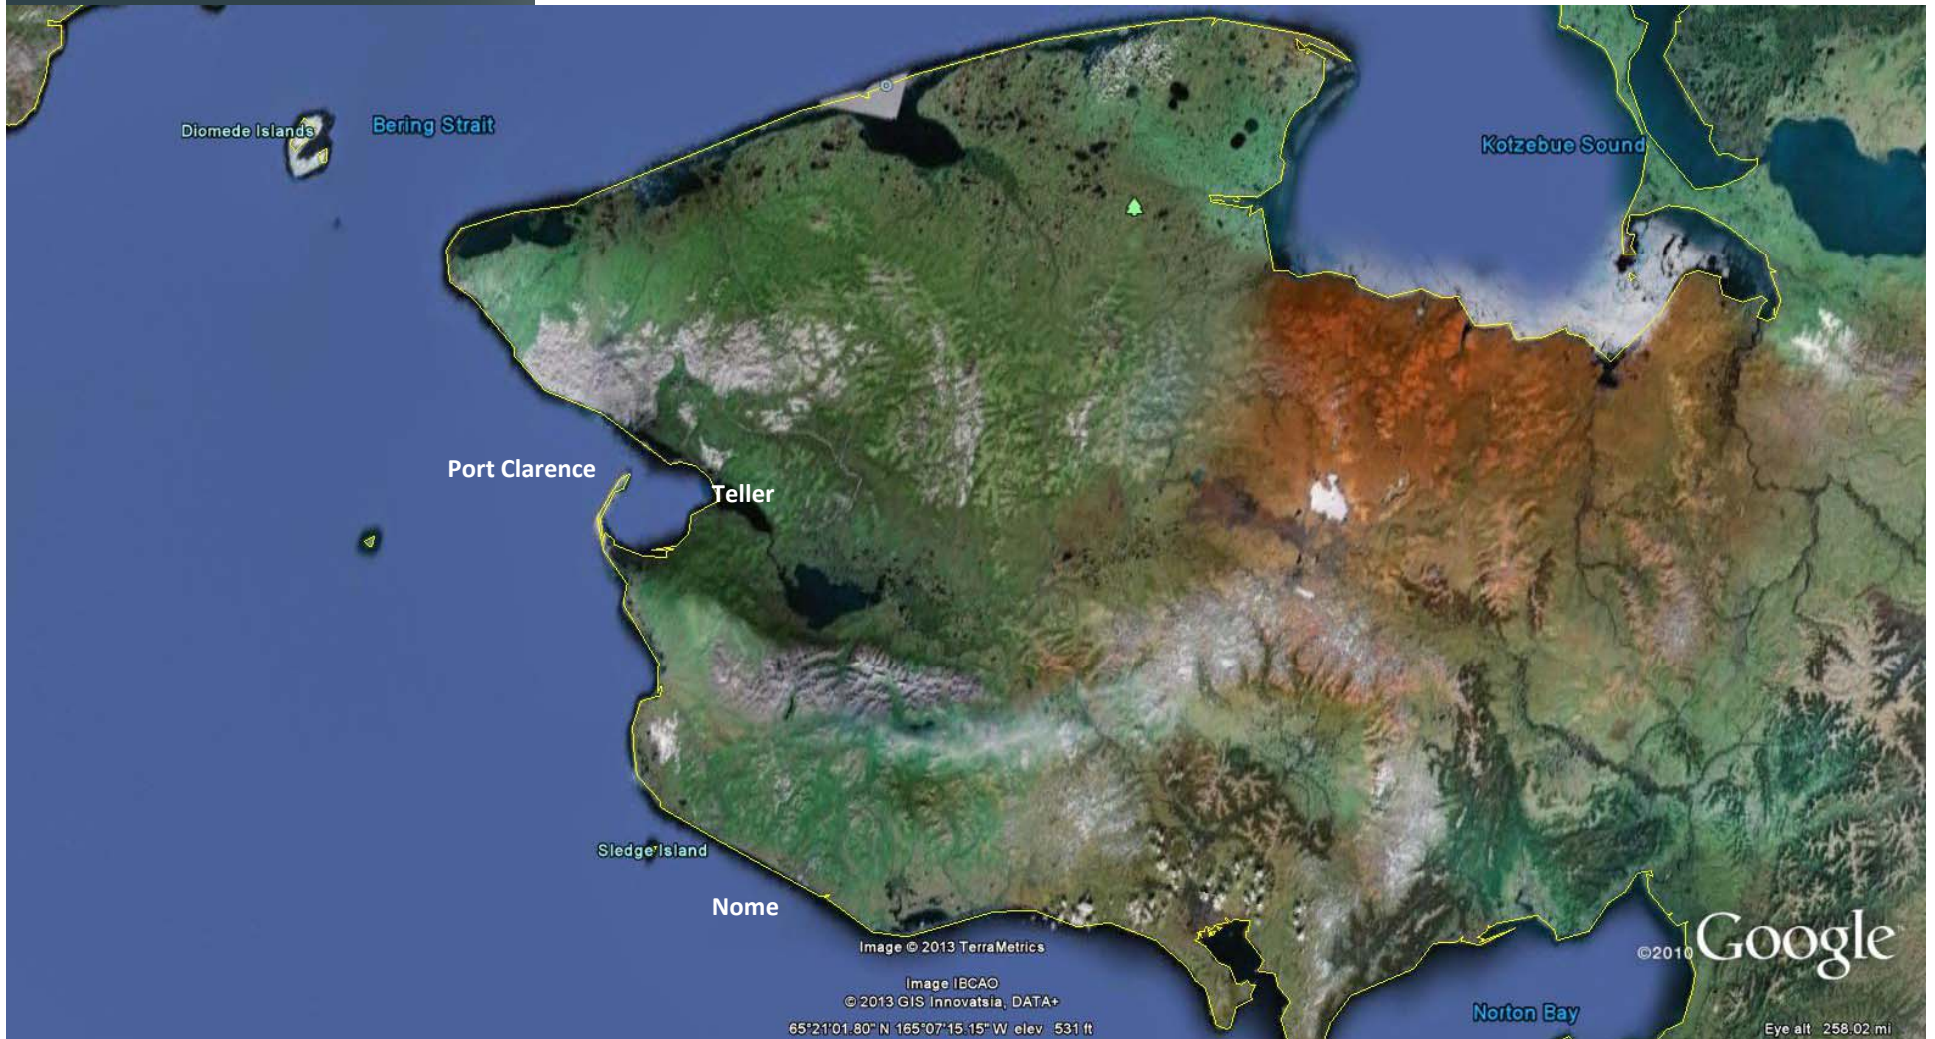 Diomede Islands
Bering Strait
Kotzebue Sound
Port Clarence
Teller
Sledge Island
Nome
Image © 2013 TerraMetrics
Image IBCAO
© 2013 GIS Innovatsia, DATA+
65°21'01.80" N 165°07'15.15" W elev 531 ft
©2010 Google
Norton Bay
Eye alt 258.02 mi